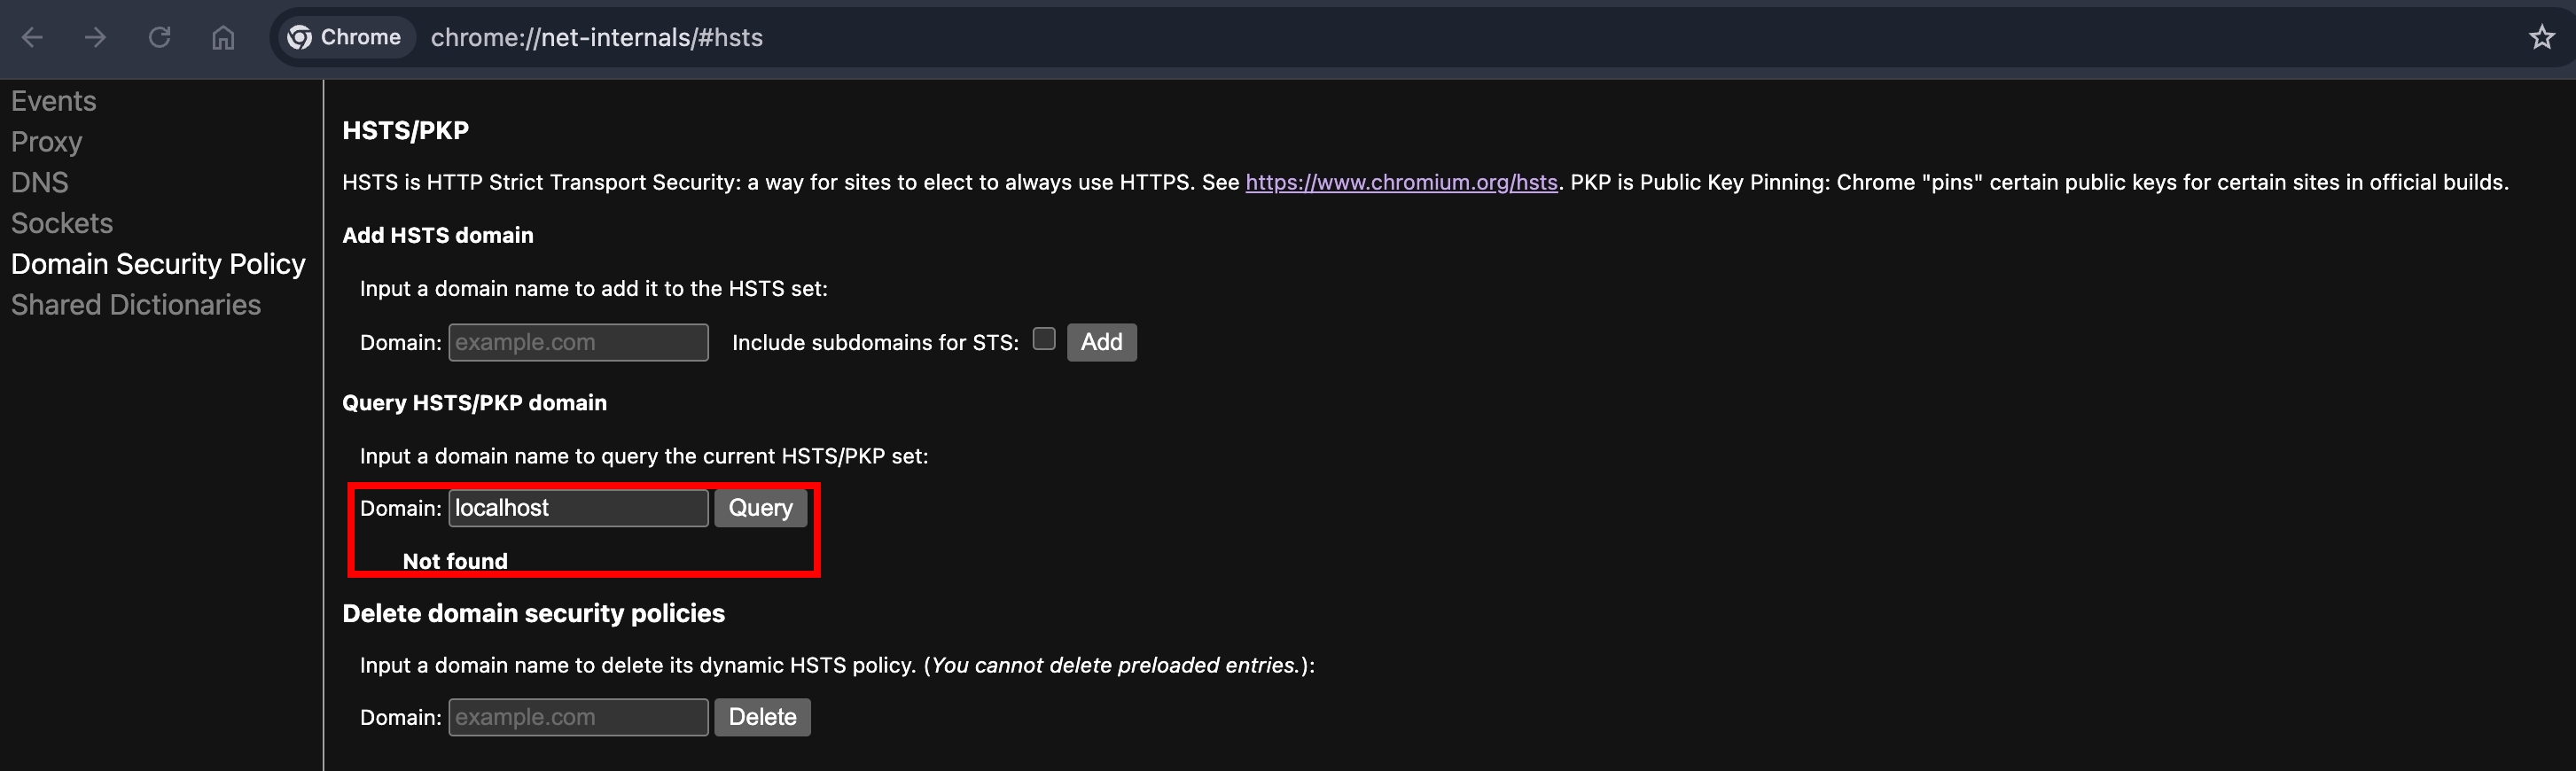 Chrome chrome://net-internals/#hsts
Events
Proxy
DNS
Sockets
Domain Security Policy
Shared Dictionaries
HSTS/PKP
HSTS is HTTP Strict Transport Security: a way for sites to elect to always use HTTPS. See https://www.chromium.org/hsts. PKP is Public Key Pinning: Chrome "pins" certain public keys for certain sites in official builds.
Add HSTS domain
Input a domain name to add it to the HSTS set:
Domain: example.com Include subdomains for STS: Add
Query HSTS/PKP domain
Input a domain name to query the current HSTS/PKP set:
Domain: localhost Query
Not found
Delete domain security policies
Input a domain name to delete its dynamic HSTS policy. (You cannot delete preloaded entries.):
Domain: example.com Delete